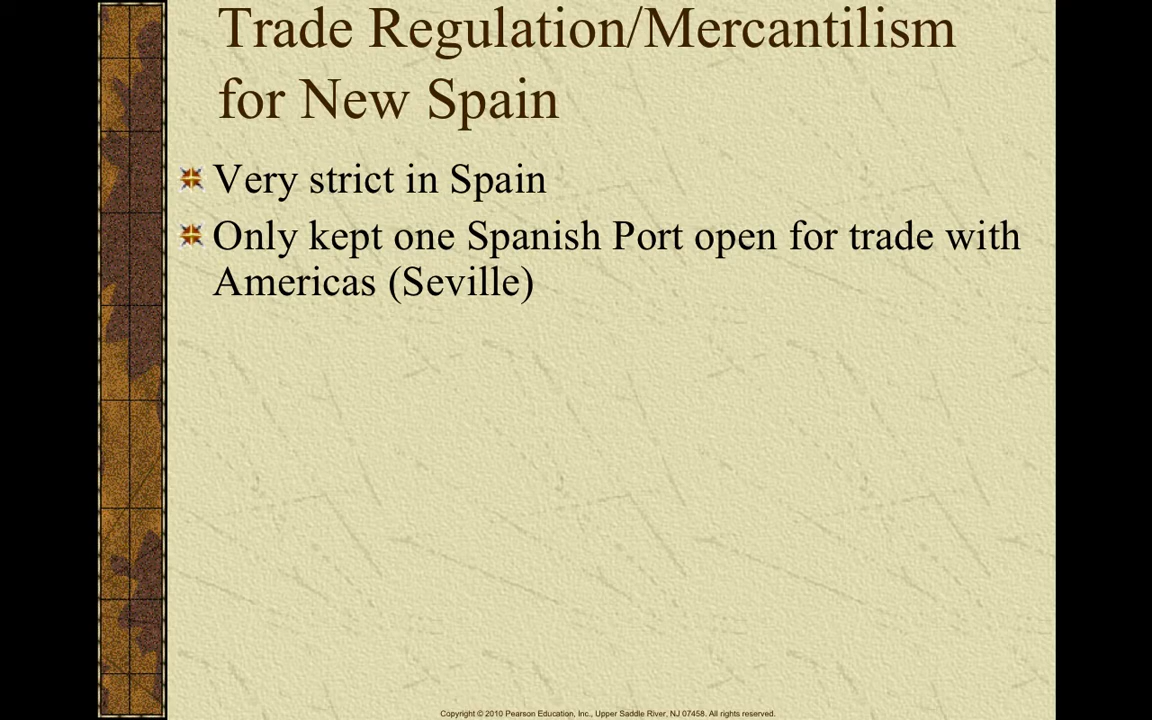 Trade Regulation/Mercantilism
for New Spain
Very strict in Spain
Only kept one Spanish Port open for trade with
Americas (Seville)
Copyright © 2010 Pearson Education, Inc., Upper Saddle River, NJ 07458. All rights reserved.